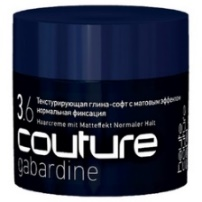 3.6
Текстурирующая глина-софт с матовым эффектом
нормальная фиксация
Haarcreme mit Matteffekt Normaler Halt
couture
gabardine